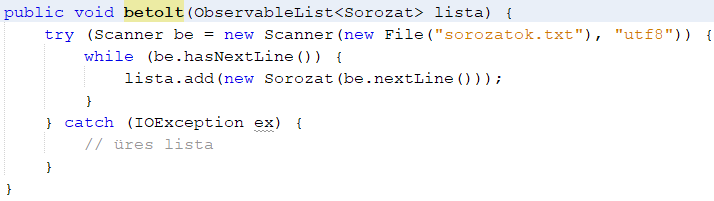 public void betolt(ObservableList<Sorozat> lista) {
    try (Scanner be = new Scanner(new File("sorozatok.txt"), "utf8")) {
        while (be.hasNextLine()) {
            lista.add(new Sorozat(be.nextLine()));
        }
    } catch (IOException ex) {
        // üres lista
    }
}